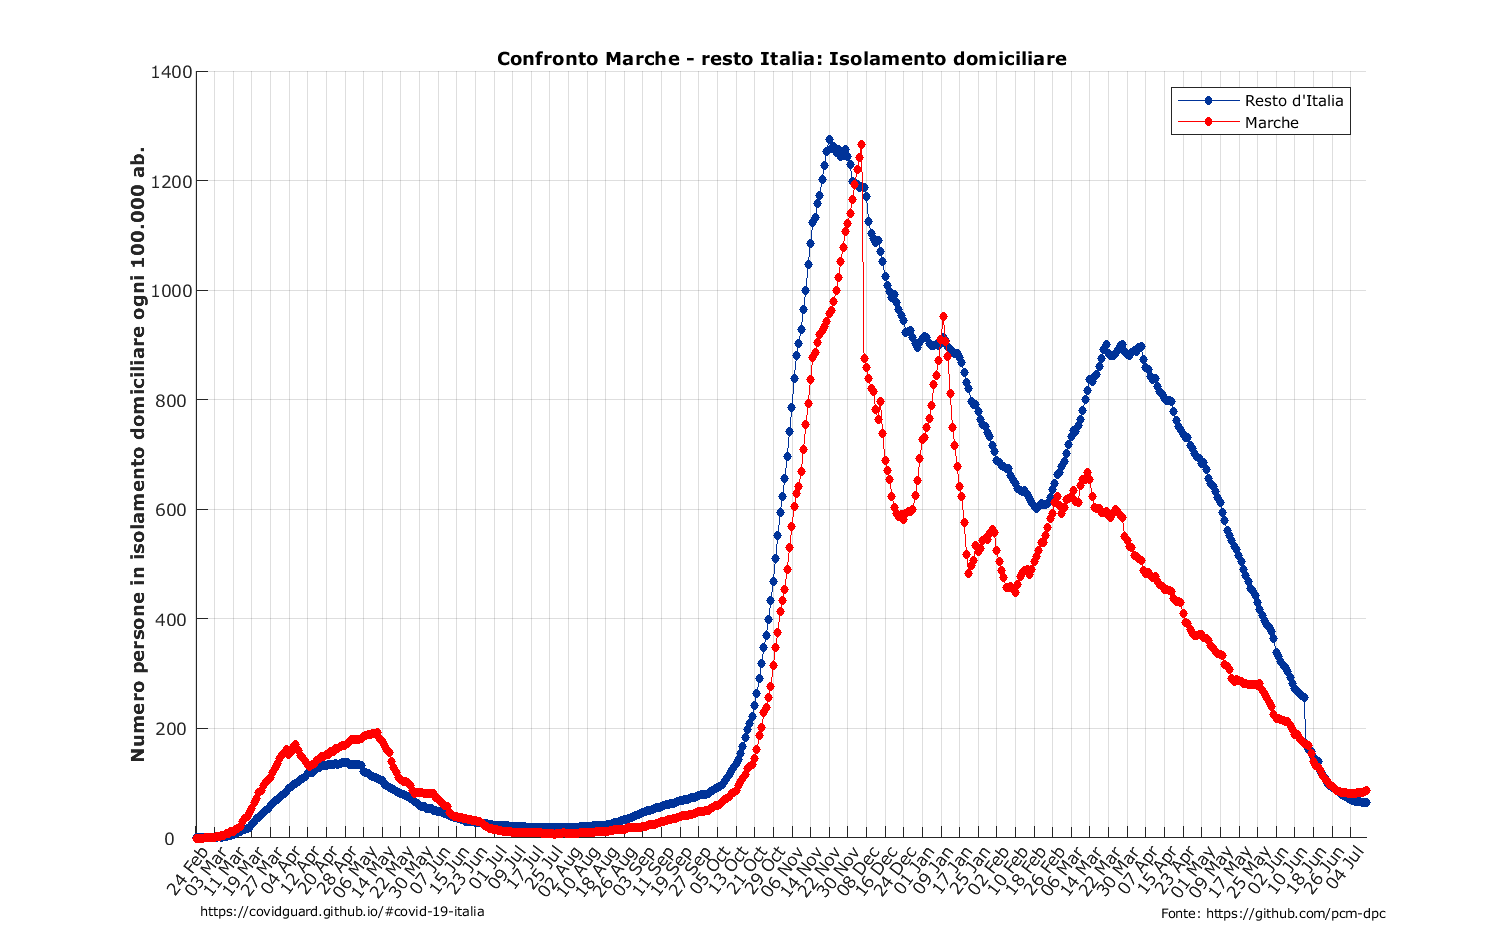 Confronto Marche - resto Italia: Isolamento domiciliare
Numero persone in isolamento domiciliare ogni 100.000 ab.
1400
1200
1000
800
600
400
200
0
Resto d'Italia
Marche
24 Feb
03 Mar
11 Mar
19 Mar
27 Mar
04 Apr
12 Apr
20 Apr
28 Apr
06 May
14 May
22 May
30 May
07 Jun
15 Jun
23 Jun
01 Jul
09 Jul
17 Jul
25 Jul
02 Aug
10 Aug
18 Aug
26 Aug
03 Sep
11 Sep
19 Sep
27 Sep
05 Oct
13 Oct
21 Oct
29 Oct
06 Nov
14 Nov
22 Nov
30 Nov
08 Dec
16 Dec
24 Dec
01 Jan
09 Jan
17 Jan
25 Jan
02 Feb
10 Feb
18 Feb
26 Feb
06 Mar
14 Mar
22 Mar
30 Mar
07 Apr
15 Apr
23 Apr
01 May
09 May
17 May
25 May
02 Jun
10 Jun
18 Jun
26 Jun
04 Jul
https://covidguard.github.io/#covid-19-italia
Fonte: https://github.com/pcm-dpc